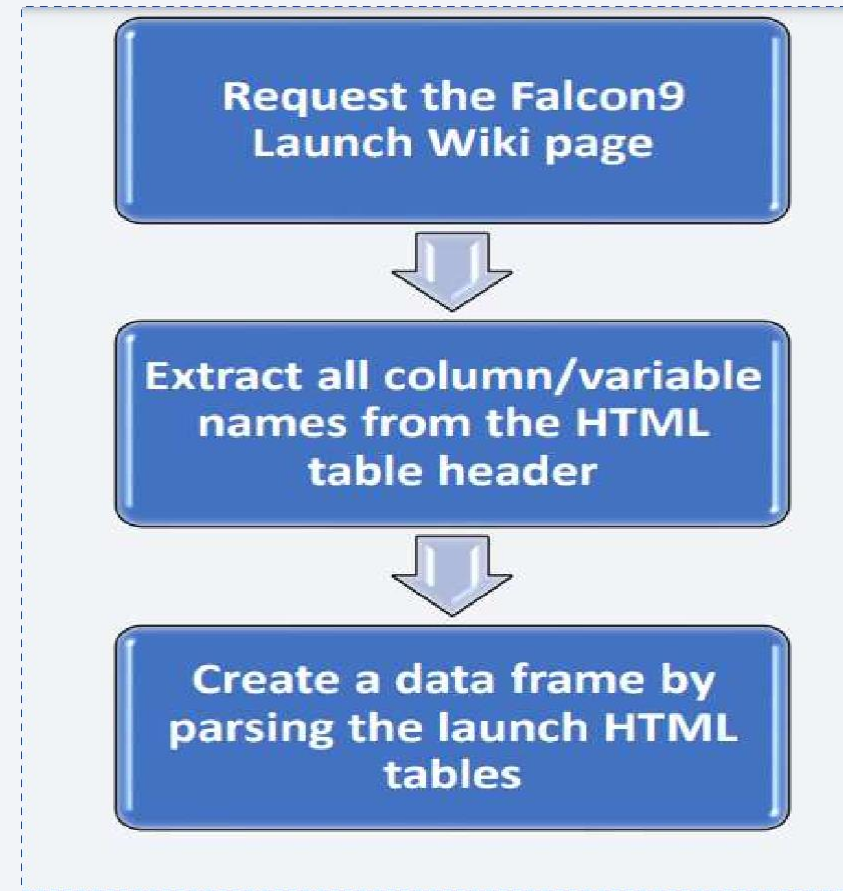 Request the Falcon9
Launch Wiki page
Extract all column/variable
names from the HTML
table header
Create a data frame by
parsing the launch HTML
tables